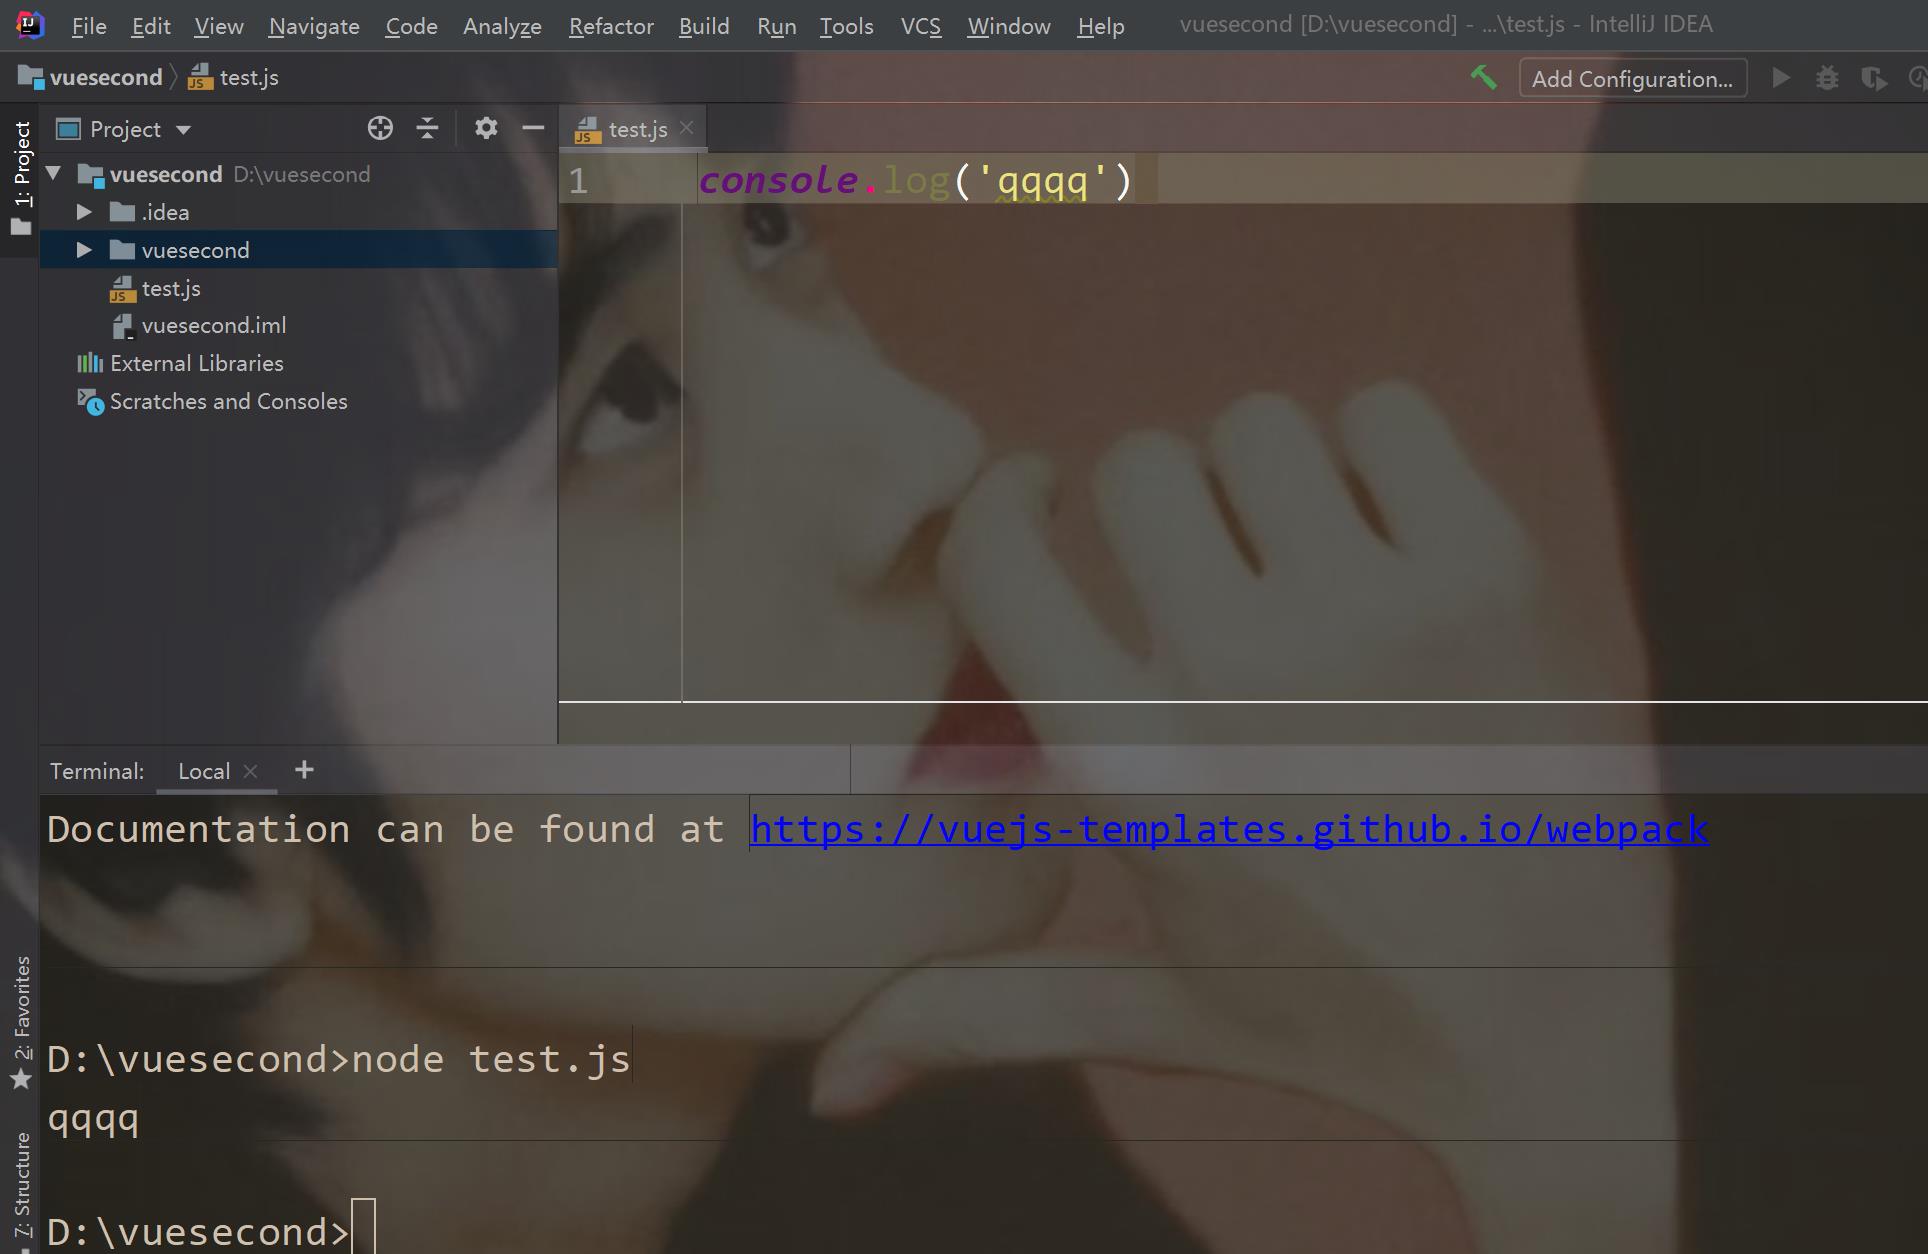 File Edit View Navigate Code Analyze Refactor Build Run Tools VCS Window Help vuesecond [D:\vuesecond] - ...\test.js - IntelliJ IDEA
vuesecond test.js Add Configuration...
1: Project
Project
test.js
vuesecond D:\vuesecond
.idea
vuesecond
test.js
vuesecond.iml
External Libraries
Scratches and Consoles
1 console.log('qqqq')
Terminal: Local +
Documentation can be found at https://vuejs-templates.github.io/webpack
2: Favorites
D:\vuesecond>node test.js
qqqq
7: Structure
D:\vuesecond>